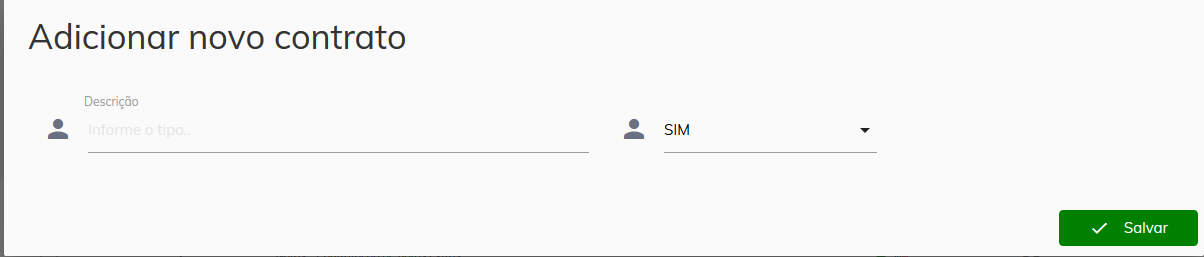 Adicionar novo contrato
Descrição
Informe o tipo..
SIM
Salvar